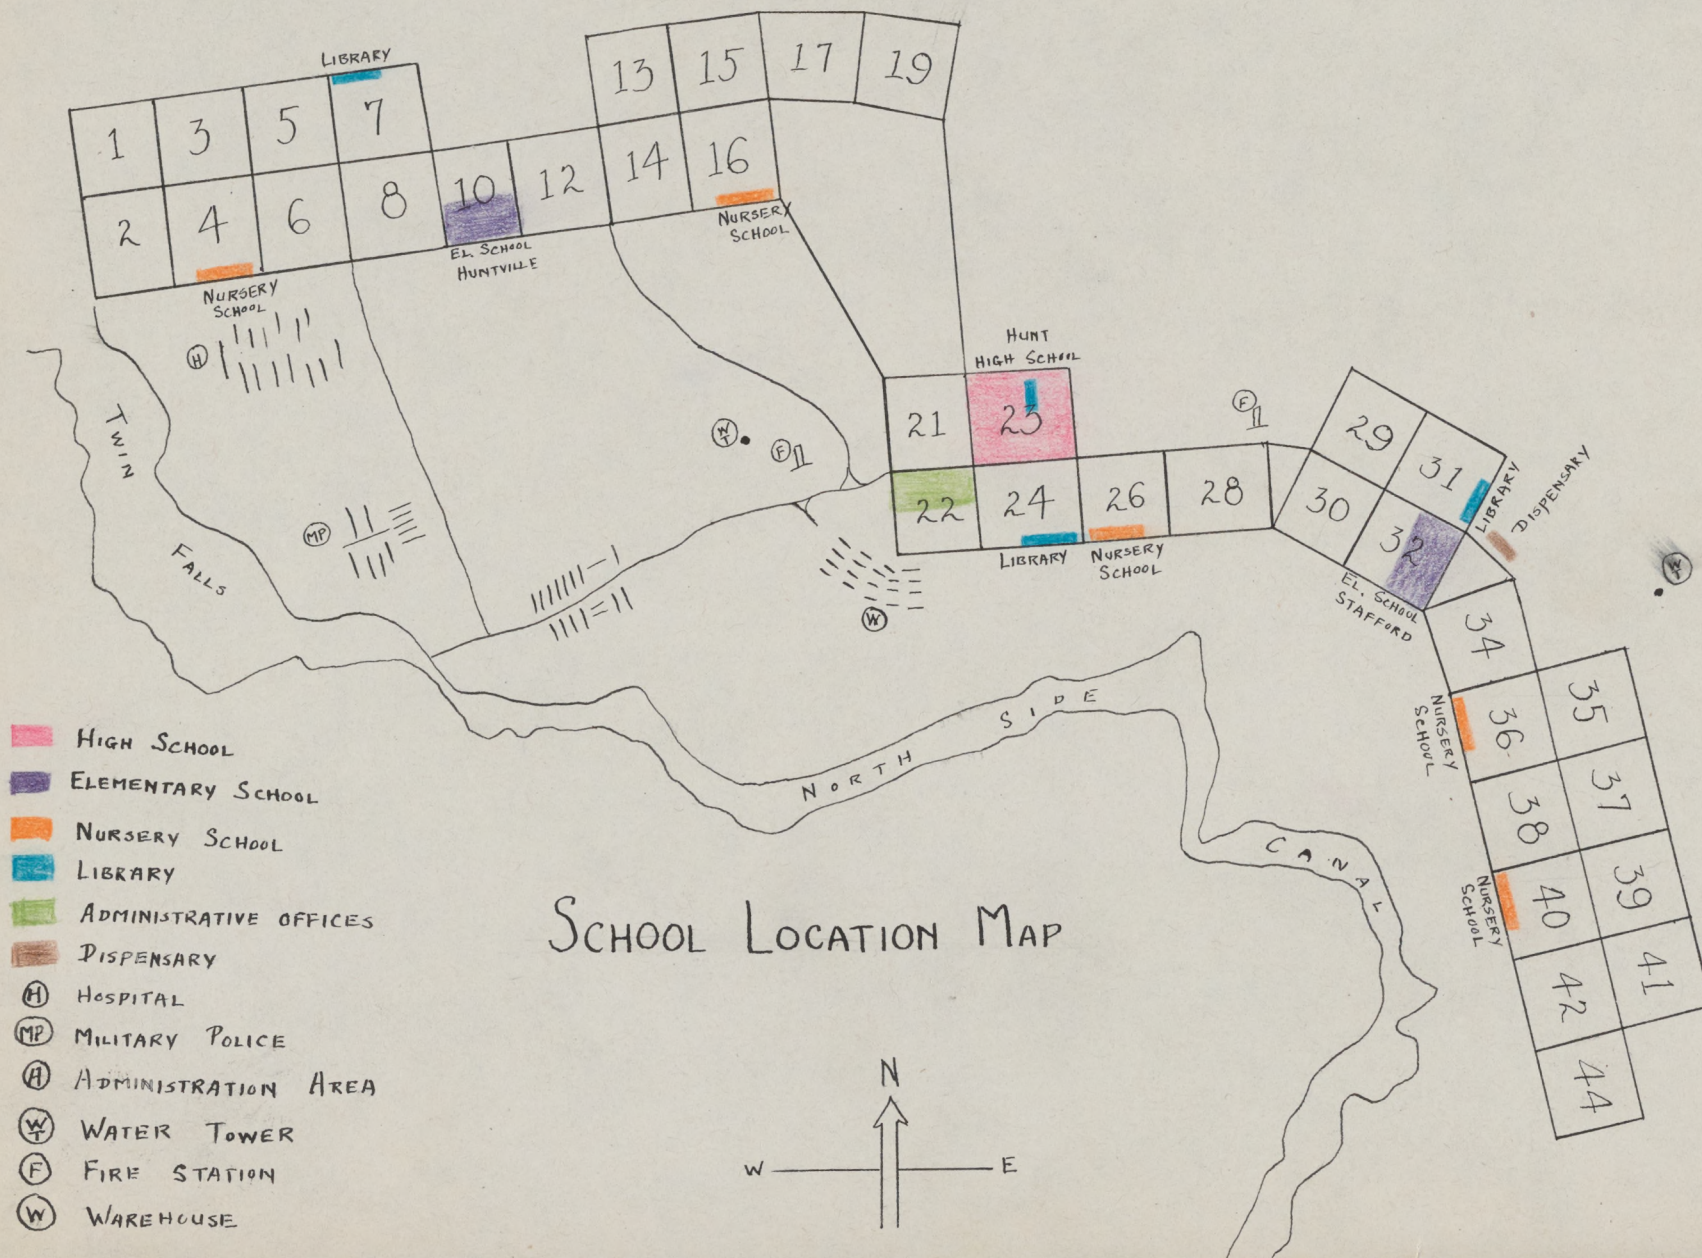 LIBRARY
1
3
5
7
2
4
6
8
10
12
13
15
17
19
14
16
NURSERY
SCHOOL
EL. SCHOOL
HUNTVILLE
NURSERY
SCHOOL
H
TWIN
FALLS
MP
WT
F
W
HUNT
HIGH SCHOOL
21
23
22
24
26
28
LIBRARY
NURSERY
SCHOOL
F
29
31
30
32
LIBRARY
DISPENSARY
EL. SCHOOL
STAFFORD
WT
34
35
36
37
38
39
40
41
42
44
NURSERY
SCHOOL
NURSERY
SCHOOL
NORTH SIDE CANAL
HIGH SCHOOL
ELEMENTARY SCHOOL
NURSERY SCHOOL
LIBRARY
ADMINISTRATIVE OFFICES
DISPENSARY
H HOSPITAL
MP MILITARY POLICE
A ADMINISTRATION AREA
WT WATER TOWER
F FIRE STATION
W WAREHOUSE
SCHOOL LOCATION MAP
N
W E